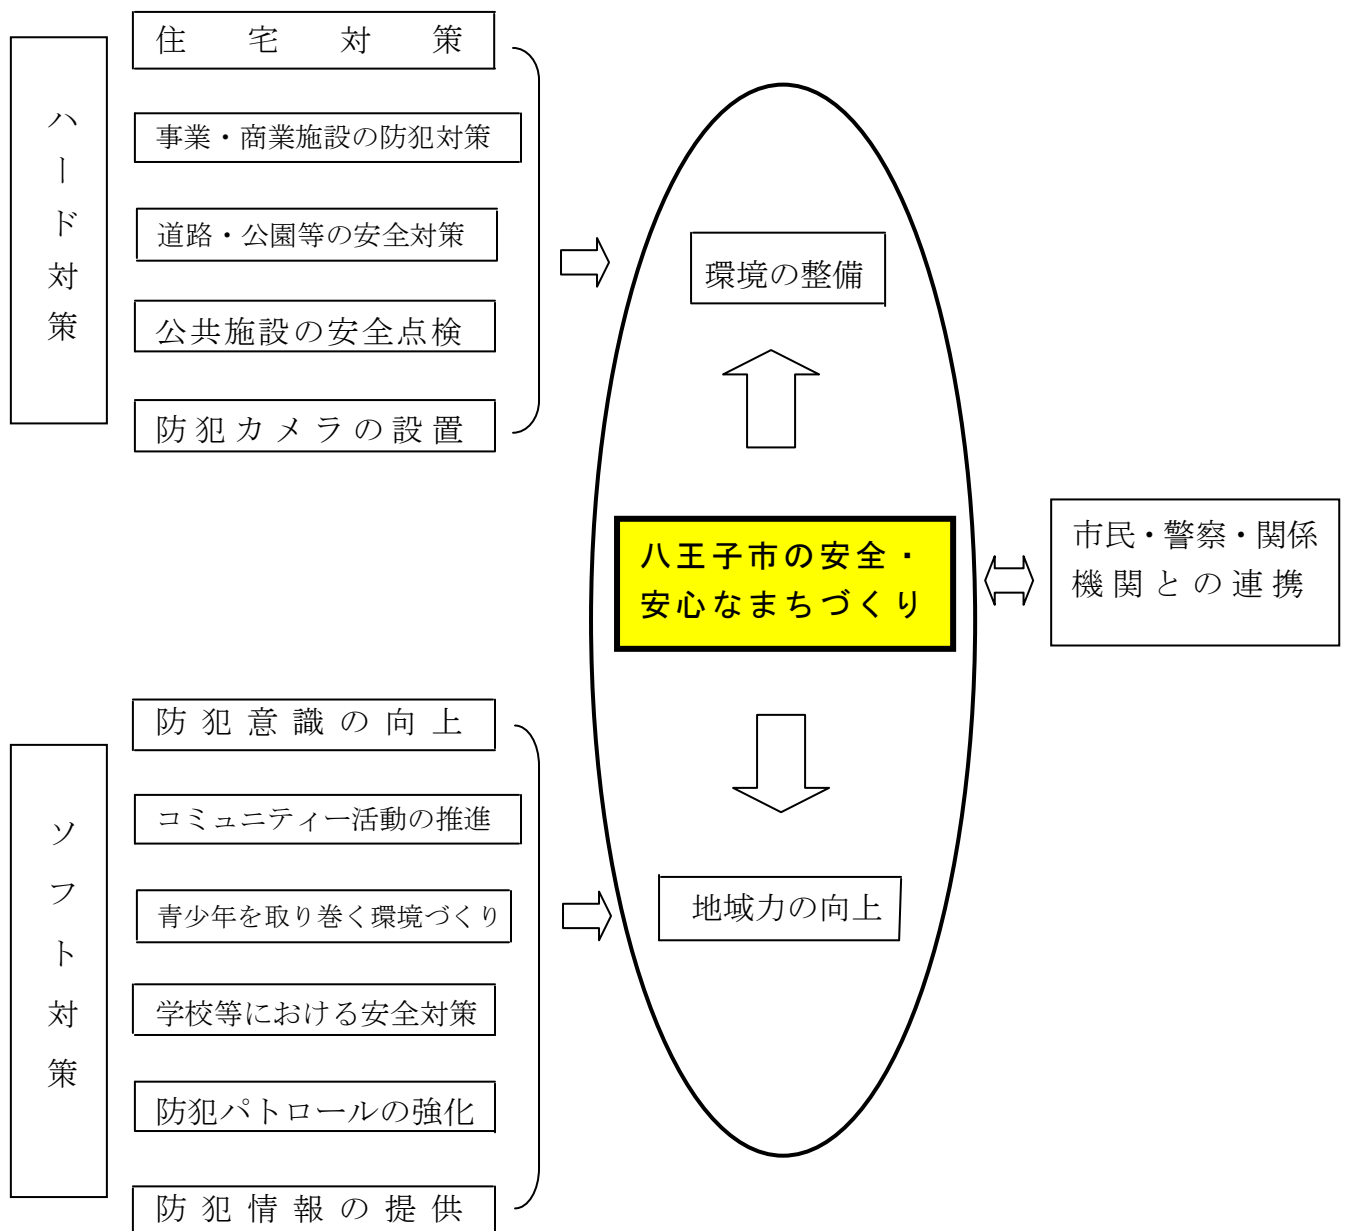 ハード対策
住宅対策
事業・商業施設の防犯対策
道路・公園等の安全対策
公共施設の安全点検
防犯カメラの設置
環境の整備
八王子市の安全・
安心なまちづくり
市民・警察・関係
機関との連携
ソフト対策
防犯意識の向上
コミュニティー活動の推進
青少年を取り巻く環境づくり
学校等における安全対策
防犯パトロールの強化
防犯情報の提供
地域力の向上